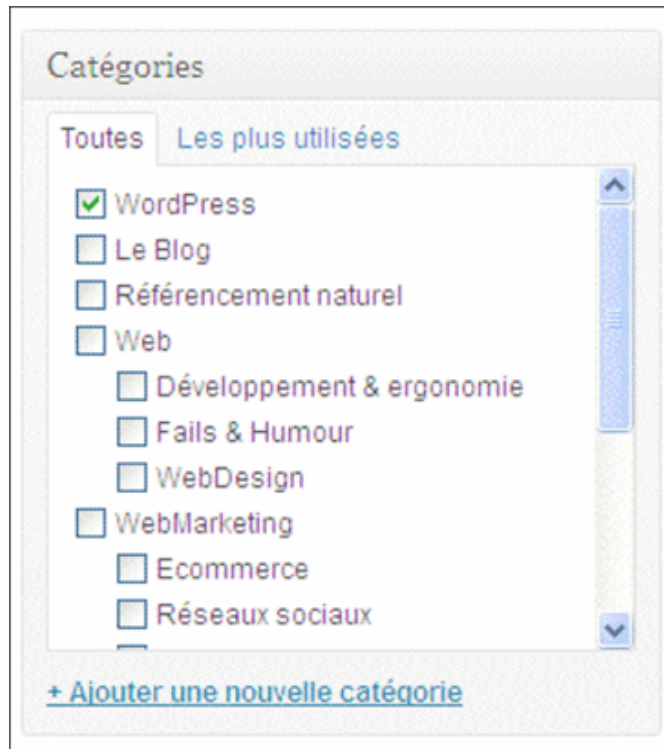 Catégories
Toutes Les plus utilisées
WordPress
Le Blog
Référencement naturel
Web
Développement & ergonomie
Fails & Humour
WebDesign
WebMarketing
Ecommerce
Réseaux sociaux
+ Ajouter une nouvelle catégorie